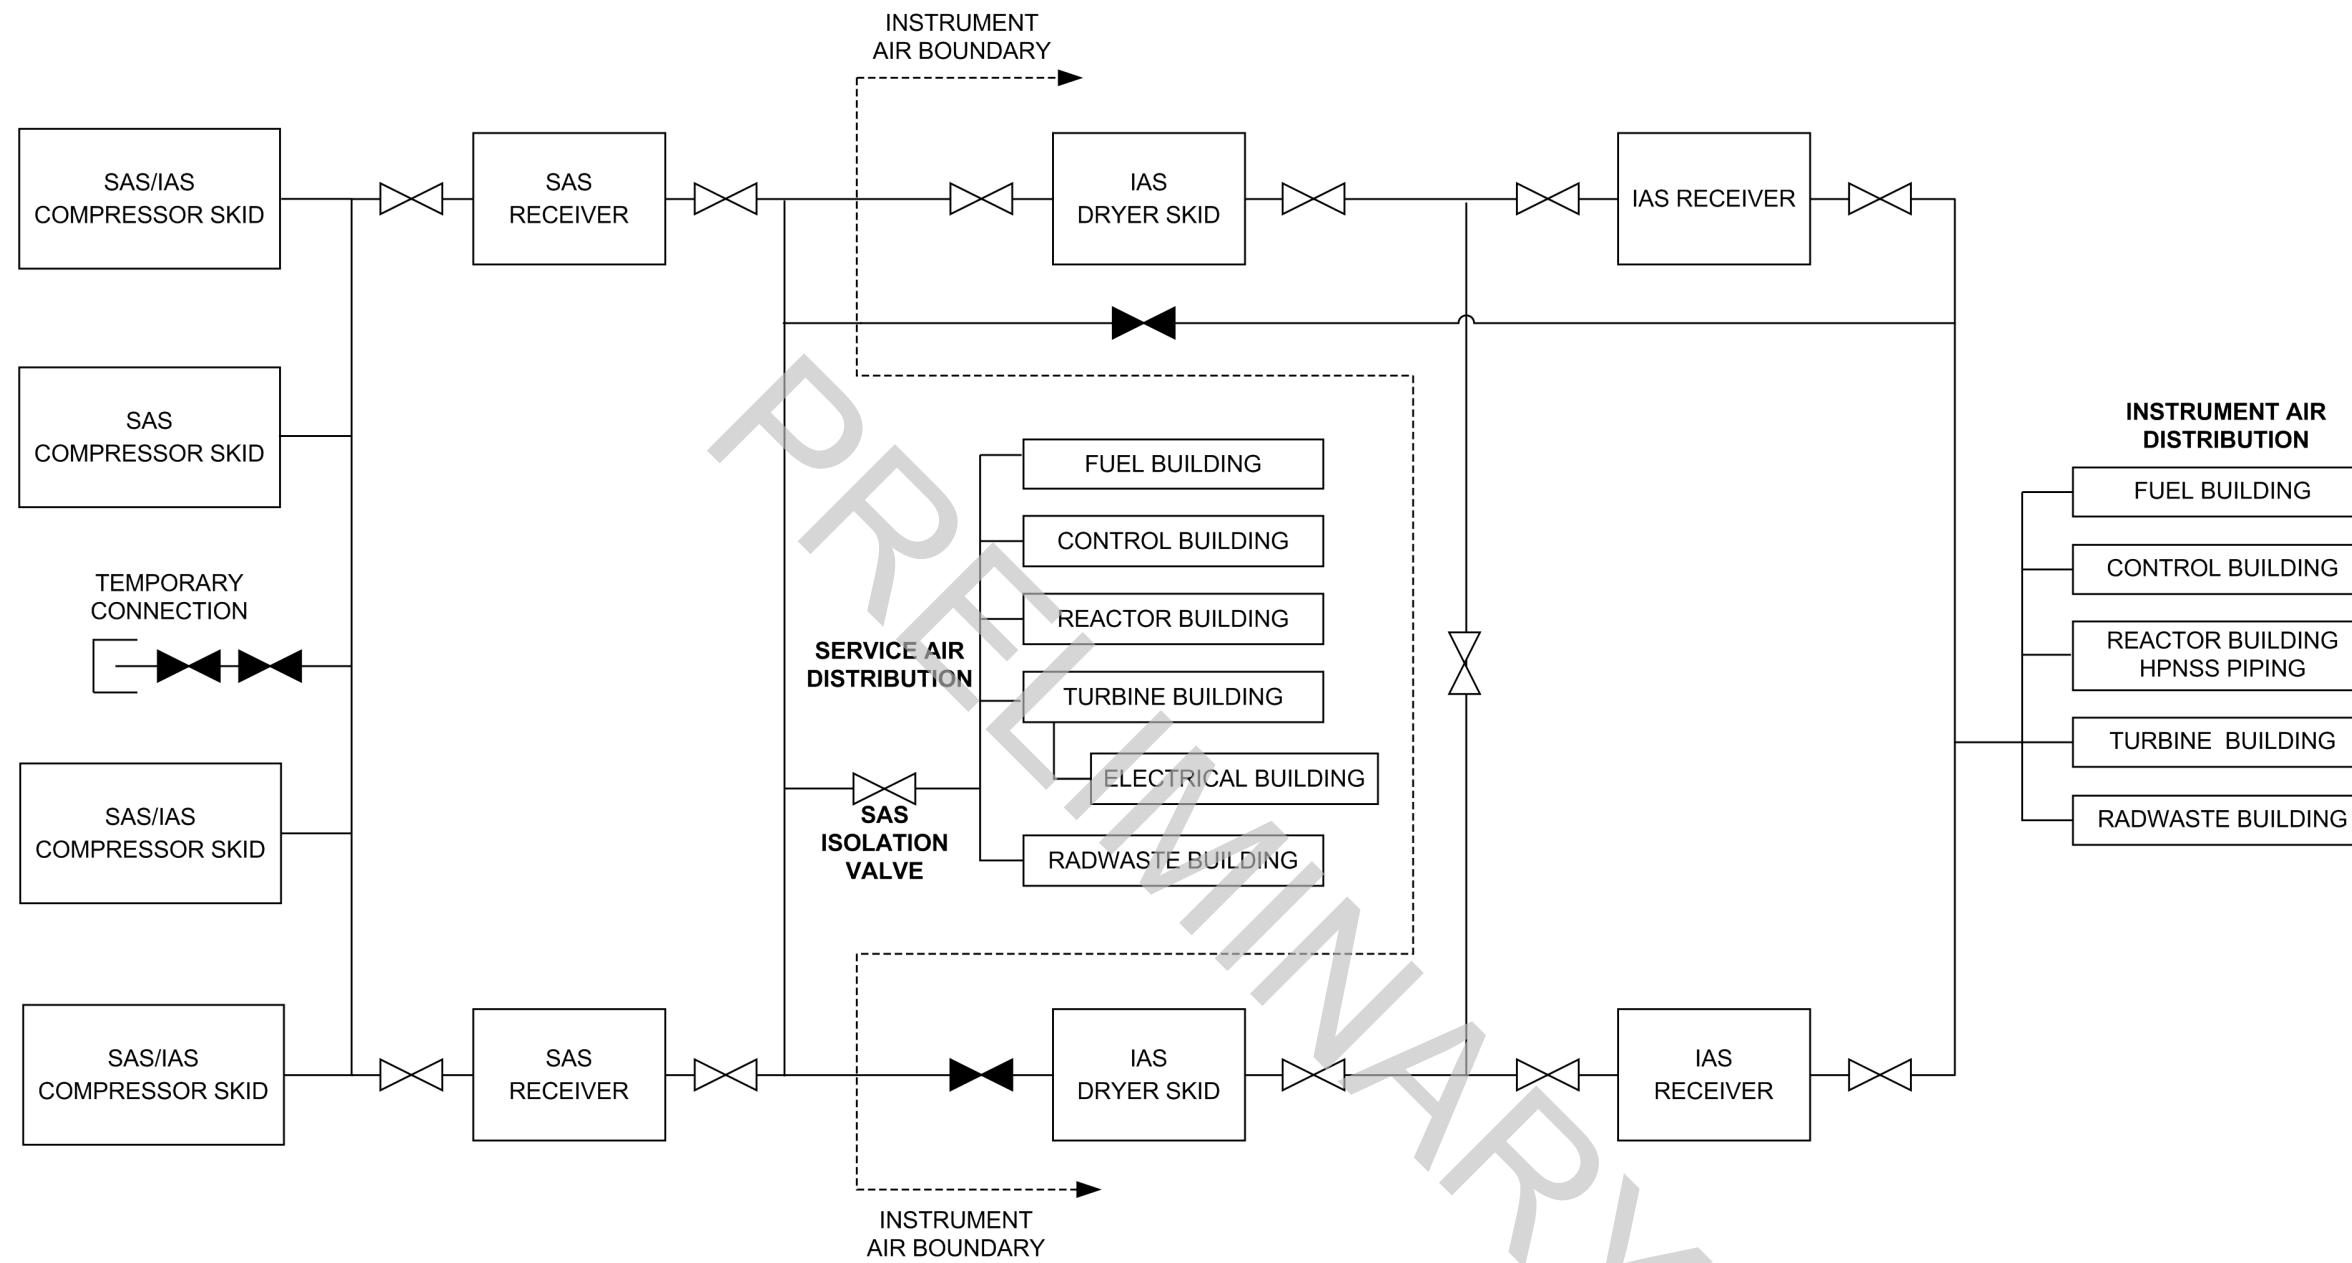 INSTRUMENT
AIR BOUNDARY
SAS/IAS
COMPRESSOR SKID
SAS
RECEIVER
IAS
DRYER SKID
IAS RECEIVER
SAS
COMPRESSOR SKID
TEMPORARY
CONNECTION
SERVICE AIR
DISTRIBUTION
FUEL BUILDING
CONTROL BUILDING
REACTOR BUILDING
TURBINE BUILDING
ELECTRICAL BUILDING
RADWASTE BUILDING
SAS
ISOLATION
VALVE
INSTRUMENT AIR
DISTRIBUTION
FUEL BUILDING
CONTROL BUILDING
REACTOR BUILDING
HPNSS PIPING
TURBINE  BUILDING
RADWASTE BUILDING
SAS/IAS
COMPRESSOR SKID
SAS/IAS
COMPRESSOR SKID
SAS
RECEIVER
IAS
DRYER SKID
IAS
RECEIVER
INSTRUMENT
AIR BOUNDARY
PRELIMINARY